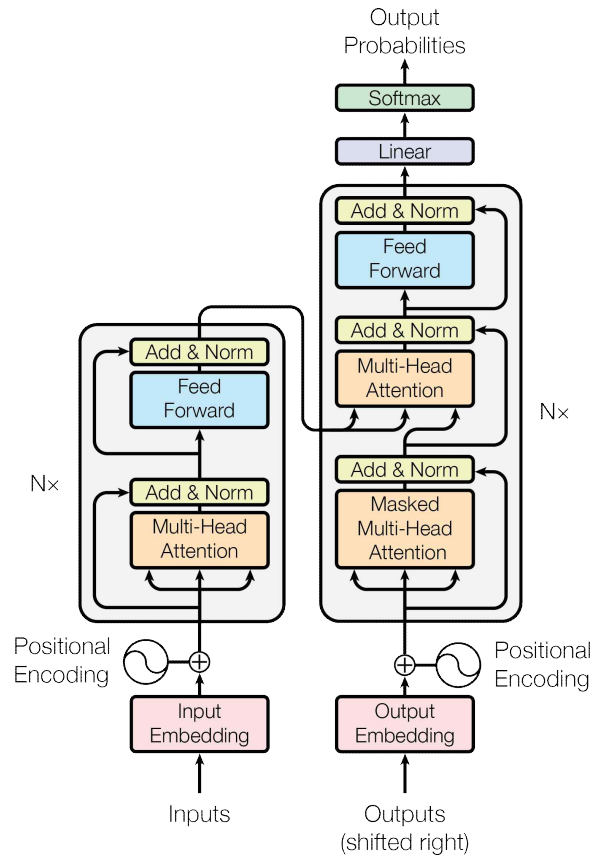 Output
Probabilities
Softmax
Linear
Add & Norm
Feed
Forward
Add & Norm
Multi-Head
Attention
Add & Norm
Masked
Multi-Head
Attention
N×
Add & Norm
Feed
Forward
Add & Norm
Multi-Head
Attention
N×
Positional
Encoding
Positional
Encoding
Input
Embedding
Output
Embedding
Inputs
Outputs
(shifted right)